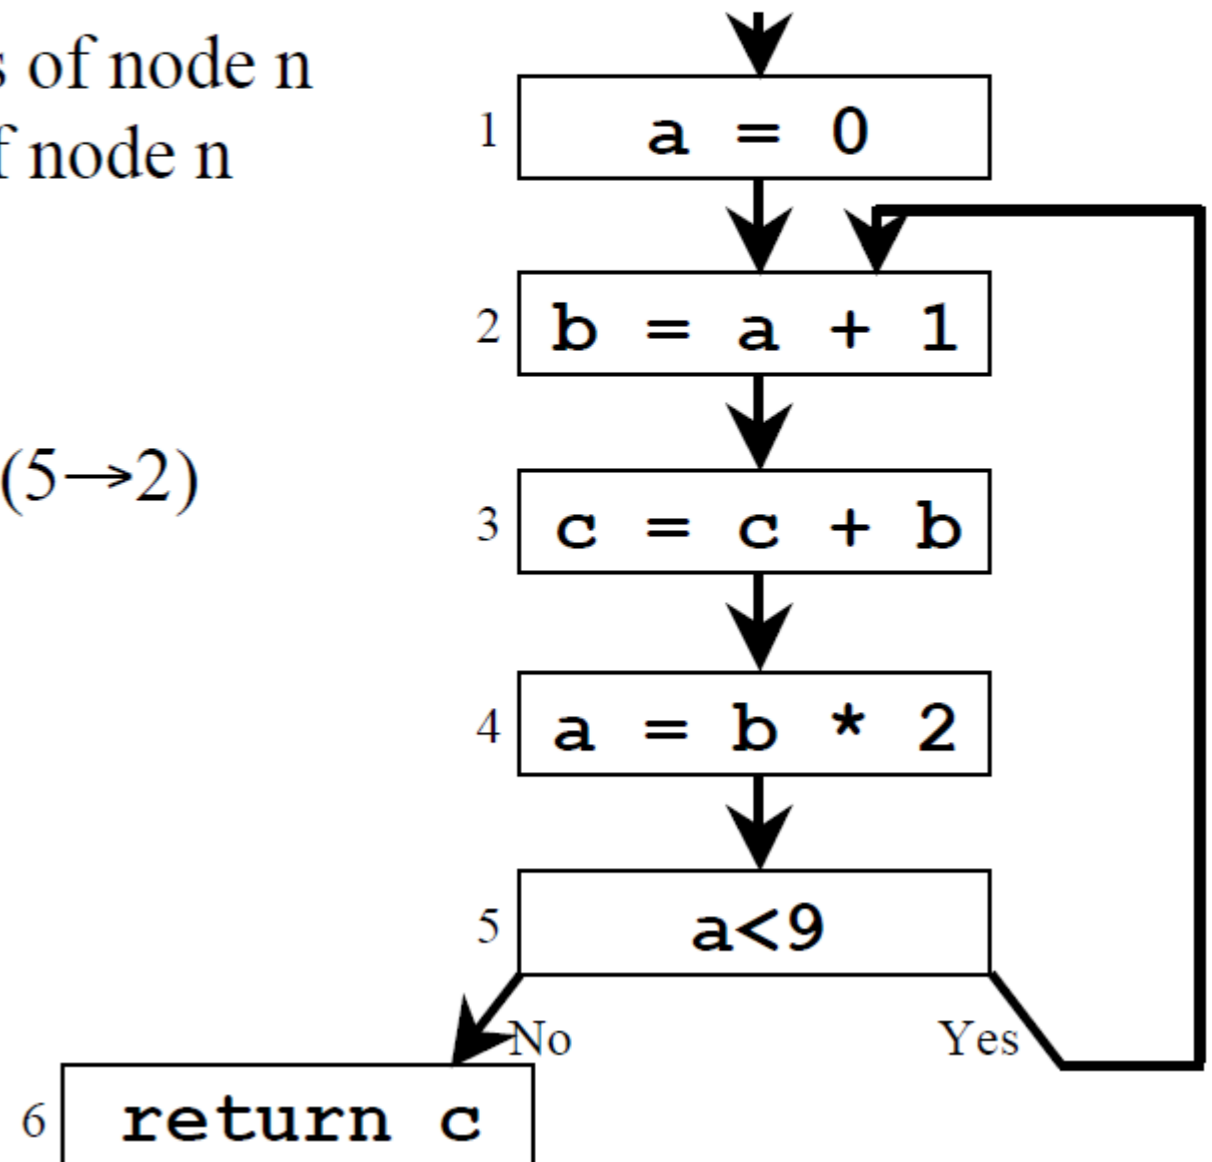 s of node n
f node n
1 a = 0
2 b = a + 1
(5→2)
3 c = c + b
4 a = b * 2
5 a<9
No Yes
6 return c